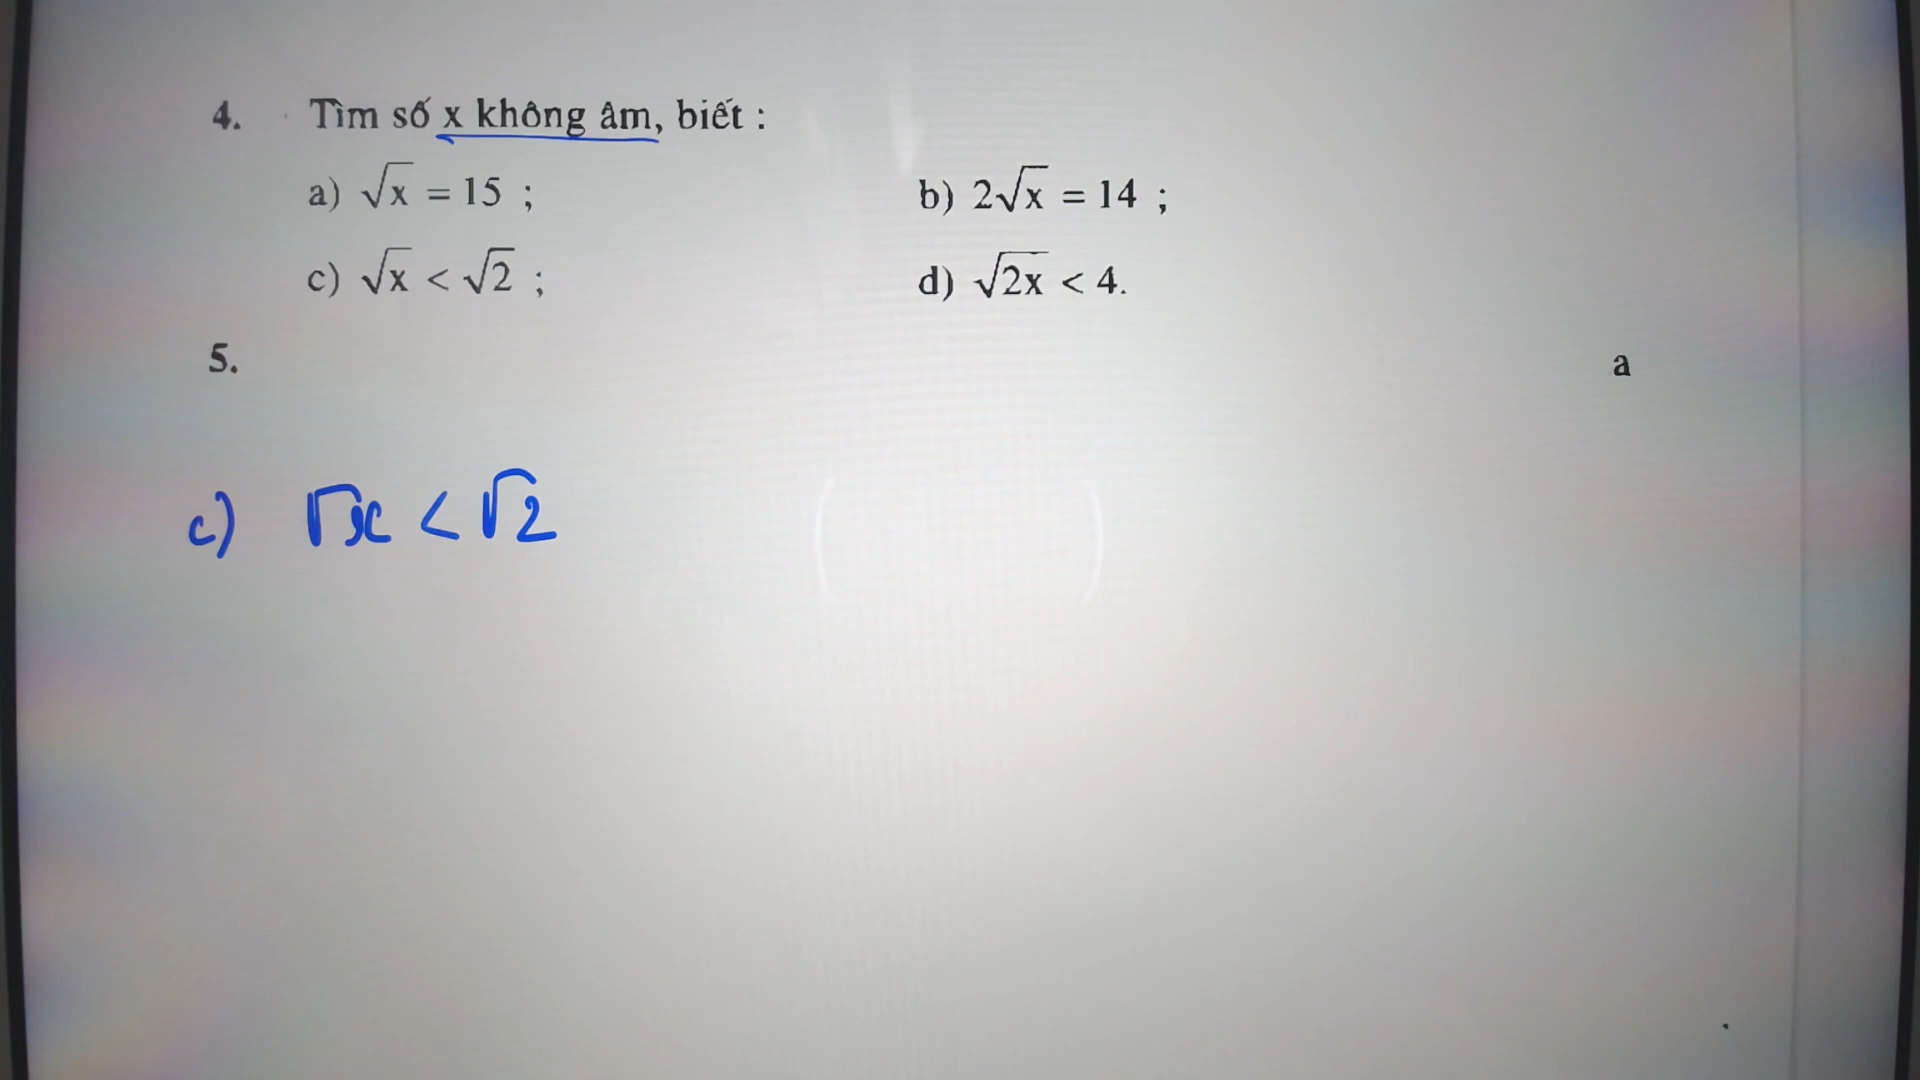 4. Tìm số x không âm, biết :
a) √x = 15 ; b) 2√x = 14 ;
c) √x < √2 ; d) √2x < 4.
5. a
c) √x < √2